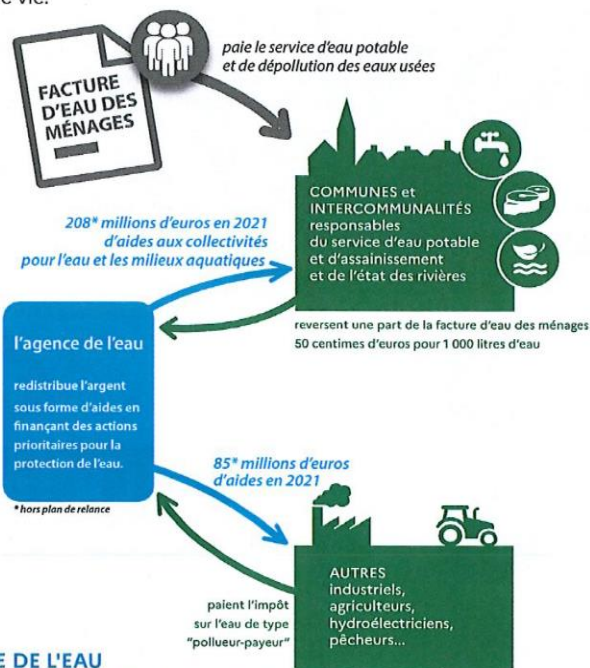 e vie.
paie le service d'eau potable
et de dépollution des eaux usées
FACTURE
D'EAU DES
MÉNAGES
COMMUNES et
INTERCOMMUNALITÉS
responsables
du service d'eau potable
et d'assainissement
et de l'état des rivières
208* millions d'euros en 2021
d'aides aux collectivités
pour l'eau et les milieux aquatiques
reversent une part de la facture d'eau des ménages
50 centimes d'euros pour 1 000 litres d'eau
l'agence de l'eau
redistribue l'argent
sous forme d'aides en
finançant des actions
prioritaires pour la
protection de l'eau.
* hors plan de relance
85* millions d'euros
d'aides en 2021
paient l'impôt
sur l'eau de type
"pollueur-payeur"
AUTRES
industriels,
agriculteurs,
hydroélectriciens,
pêcheurs...
E DE L'EAU